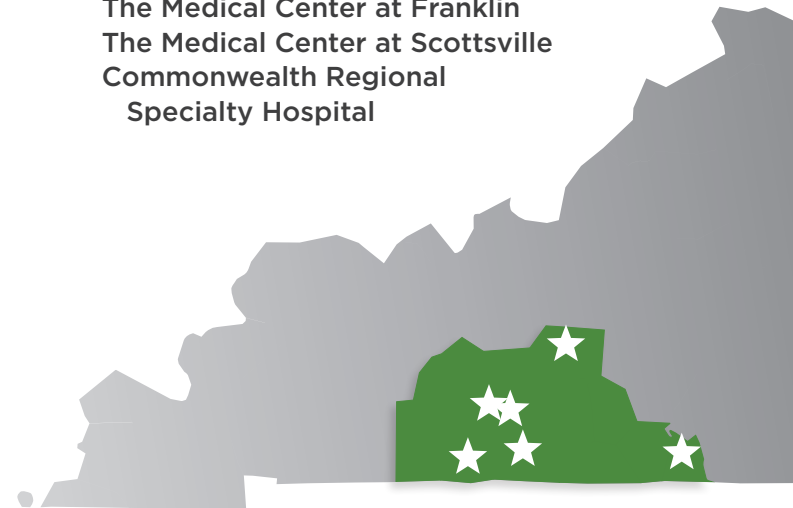 The Medical Center at Franklin
The Medical Center at Scottsville
Commonwealth Regional
Specialty Hospital